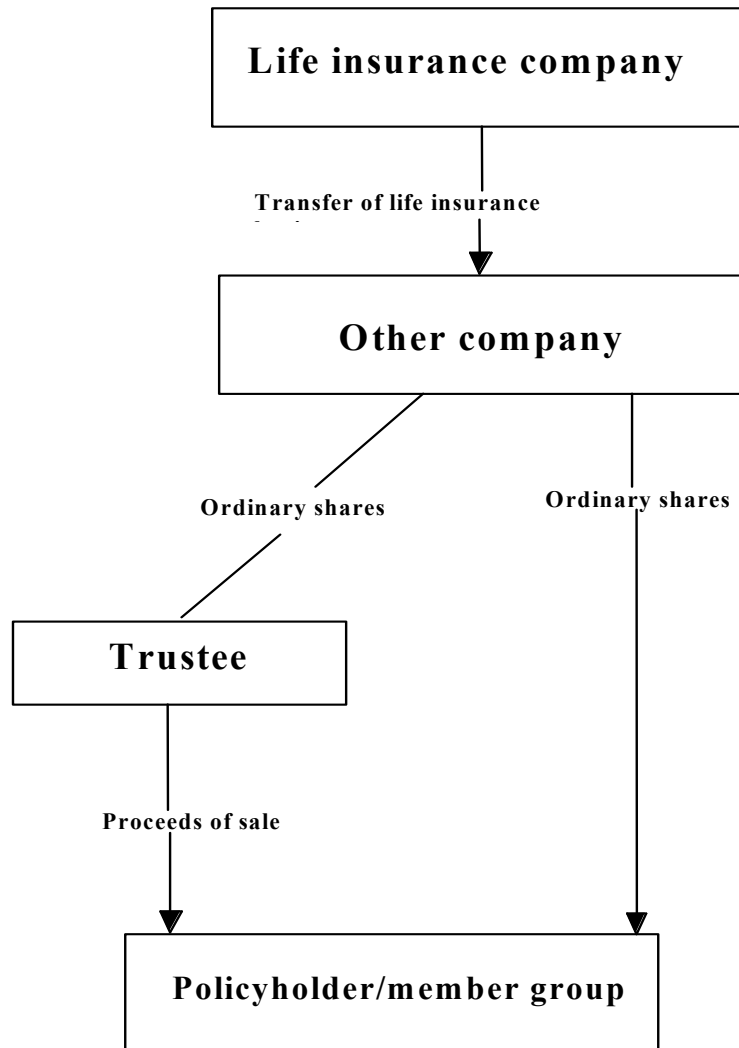 Life insurance company
Transfer of life insurance
Other company
Ordinary shares
Ordinary shares
Trustee
Proceeds of sale
Policyholder/member group